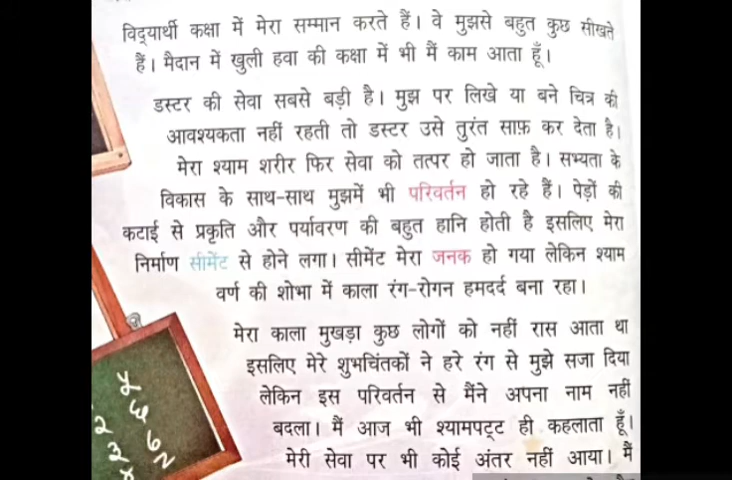 विद्यार्थी कक्षा में मेरा सम्मान करते हैं। वे मुझसे बहुत कुछ सीखते
हैं। मैदान में खुली हवा की कक्षा में भी मैं काम आता हूँ।
डस्टर की सेवा सबसे बड़ी है। मुझ पर लिखे या बने चित्र की
आवश्यकता नहीं रहती तो डस्टर उसे तुरंत साफ़ कर देता है।
मेरा श्याम शरीर फिर सेवा को तत्पर हो जाता है। सभ्यता के
विकास के साथ-साथ मुझमें भी परिवर्तन हो रहे हैं। पेड़ों की
कटाई से प्रकृति और पर्यावरण की बहुत हानि होती है इसलिए मेरा
निर्माण सीमेंट से होने लगा। सीमेंट मेरा जनक हो गया लेकिन श्याम
वर्ण की शोभा में काला रंग-रोगन हमदर्द बना रहा।
मेरा काला मुखड़ा कुछ लोगों को नहीं रास आता था
इसलिए मेरे शुभचिंतकों ने हरे रंग से मुझे सजा दिया
लेकिन इस परिवर्तन से मैंने अपना नाम नहीं
बदला। मैं आज भी श्यामपट्ट ही कहलाता हूँ।
मेरी सेवा पर भी कोई अंतर नहीं आया। मैं